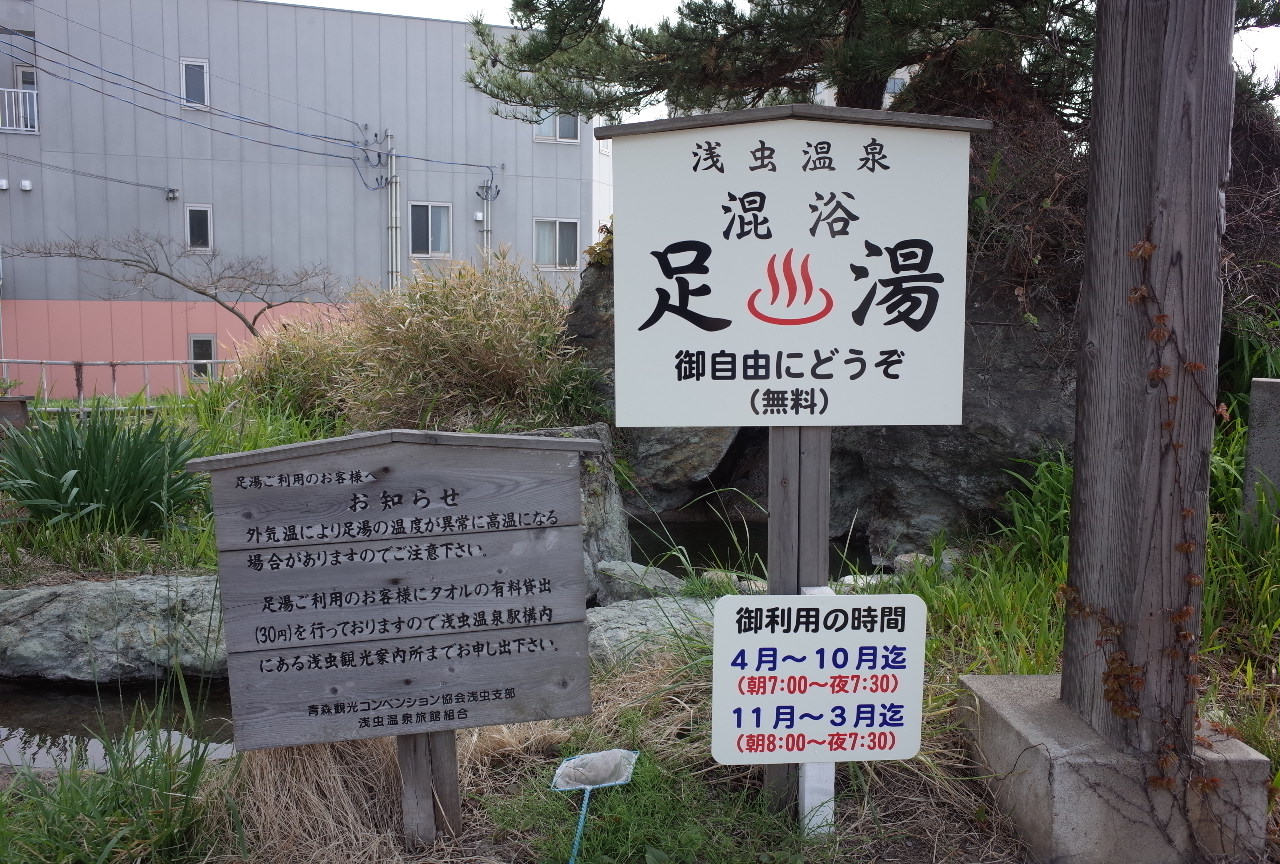 足湯ご利用のお客様へ
お知らせ
外気温により足湯の温度が異常に高温になる
場合がありますのでご注意下さい。
足湯ご利用のお客様にタオルの有料貸出
(30円)を行っておりますので浅虫温泉駅構内
にある浅虫観光案内所までお申し出下さい。
青森観光コンベンション協会浅虫支部
浅虫温泉旅館組合
浅虫温泉
混浴
足♨湯
御自由にどうぞ
(無料)
御利用の時間
4月～10月迄
(朝7:00～夜7:30)
11月～3月迄
(朝8:00～夜7:30)